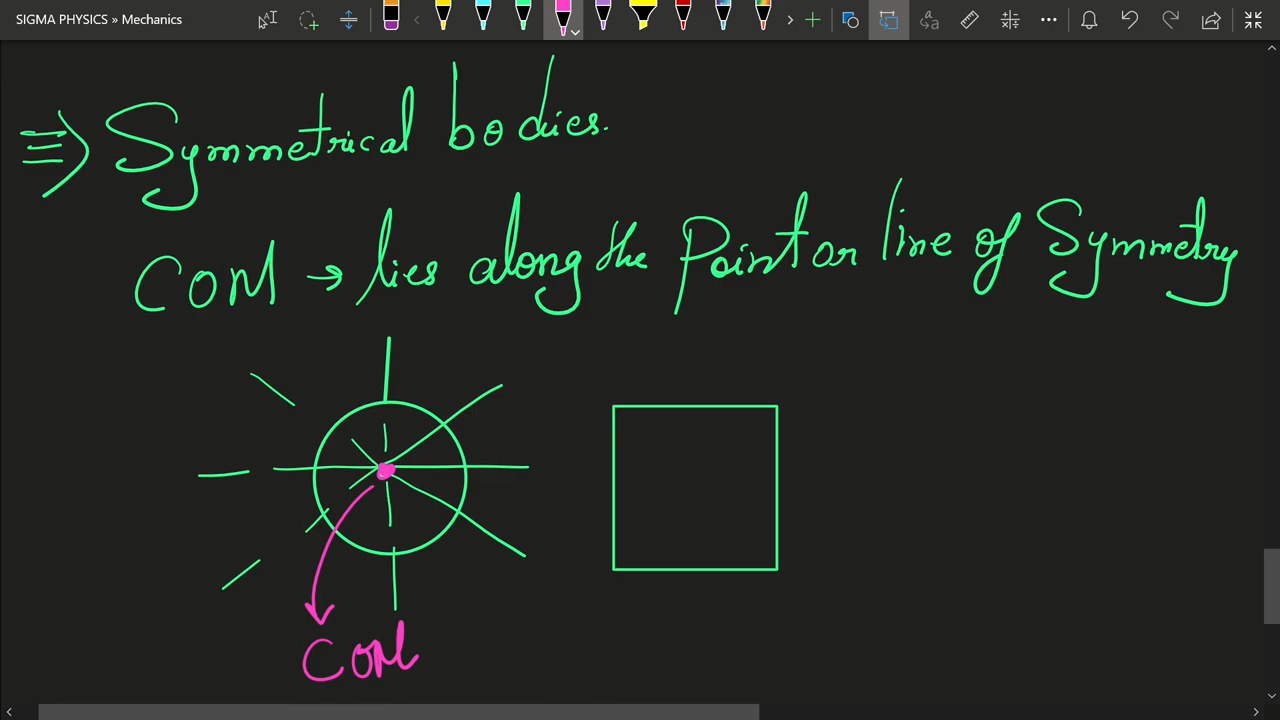 SIGMA PHYSICS » Mechanics
⇛ Symmetrical bodies.
COM → lies along the Point or line of Symmetry
COM